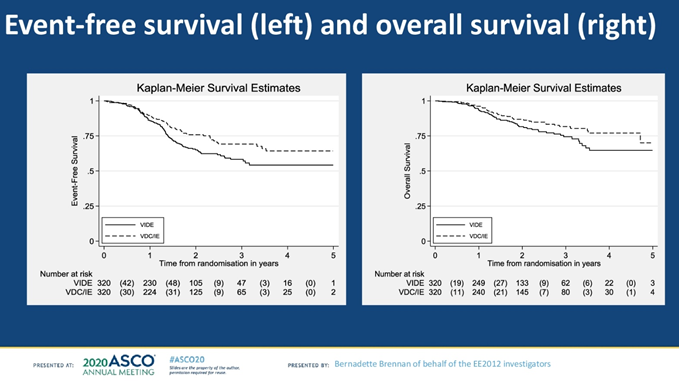 Event-free survival (left) and overall survival (right)
Kaplan-Meier Survival Estimates
1
.75
.5
.25
0
Event-Free Survival
VIDE
VDC/IE
0 1 2 3 4 5
Time from randomisation in years
Number at risk
VIDE 320 (42) 230 (48) 105 (9) 47 (3) 16 (0) 1
VDC/IE 320 (30) 224 (31) 125 (9) 65 (3) 25 (0) 2
Kaplan-Meier Survival Estimates
1
.75
.5
.25
0
Overall Survival
VIDE
VDC/IE
0 1 2 3 4 5
Time from randomisation in years
Number at risk
VIDE 320 (19) 249 (27) 133 (9) 62 (6) 22 (0) 3
VDC/IE 320 (11) 240 (21) 145 (7) 80 (3) 30 (1) 4
PRESENTED AT:
2020 ASCO
ANNUAL MEETING
#ASCO20
Slides are the property of the author,
permission required for reuse.
PRESENTED BY: Bernadette Brennan of behalf of the EE2012 investigators